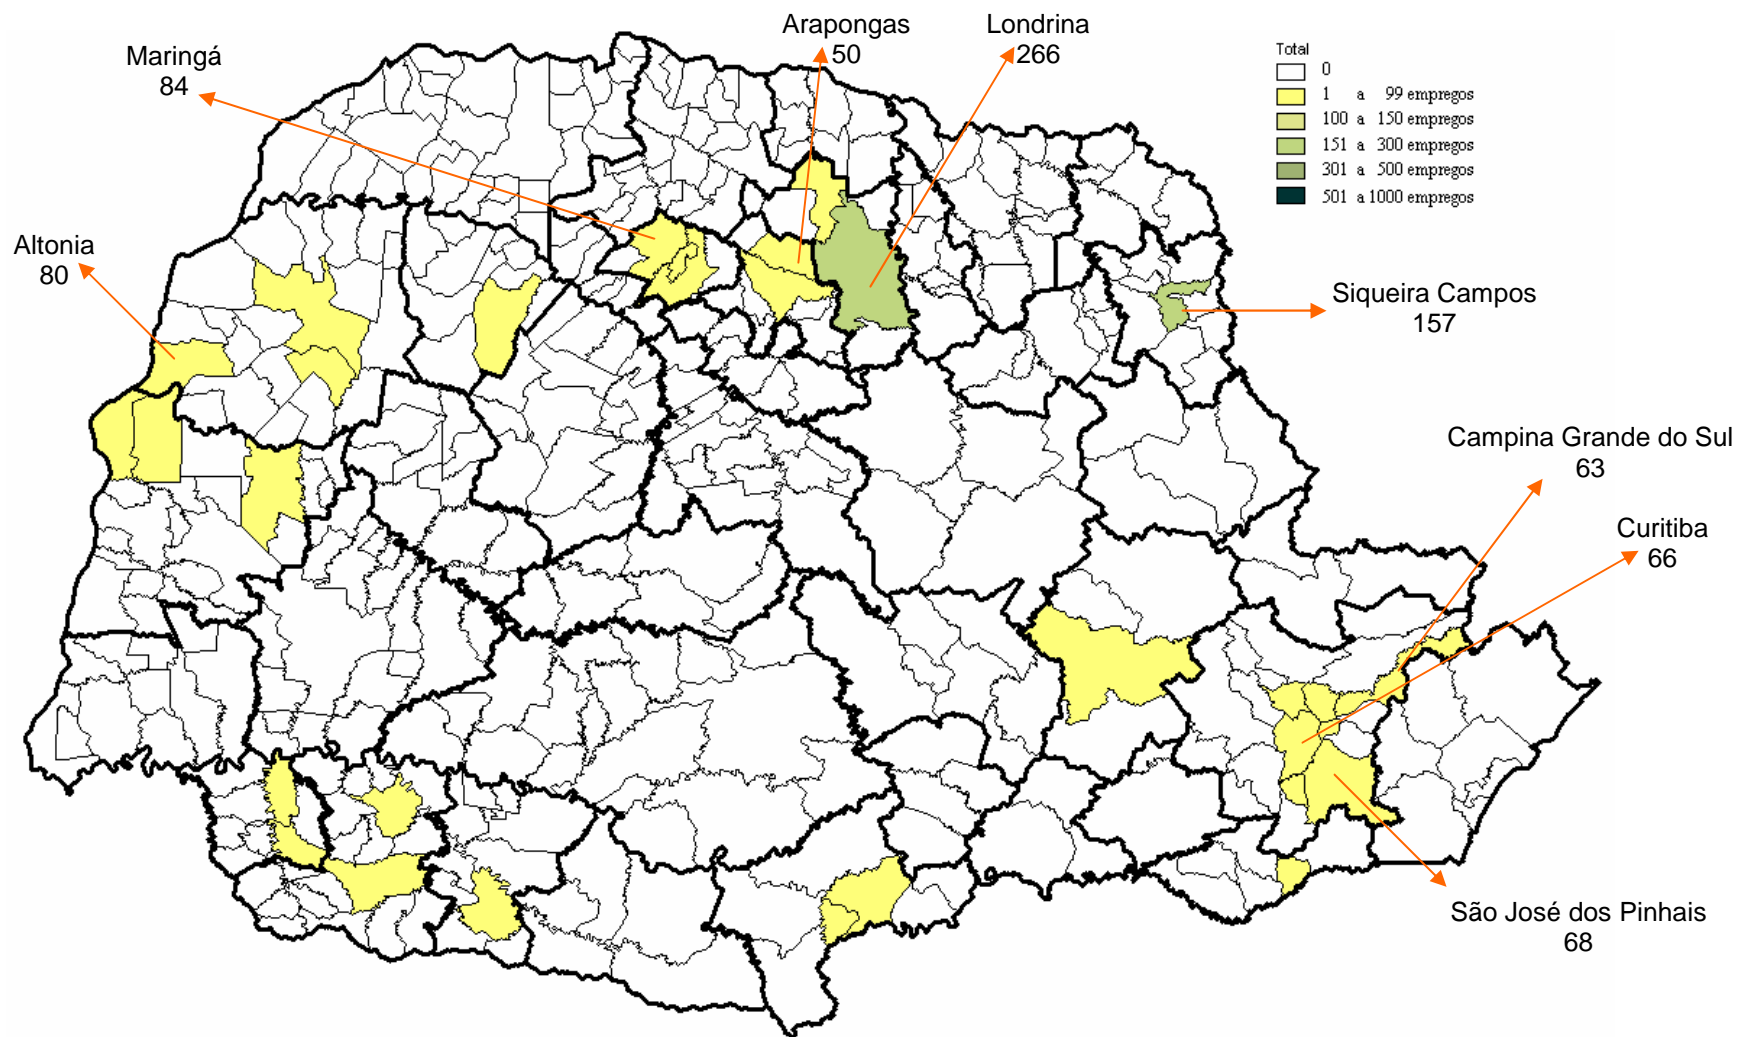 Arapongas
50
Londrina
266
Maringá
84
Total
0
1 a 99 empregos
100 a 150 empregos
151 a 300 empregos
301 a 500 empregos
501 a 1000 empregos
Altonia
80
Siqueira Campos
157
Campina Grande do Sul
63
Curitiba
66
São José dos Pinhais
68